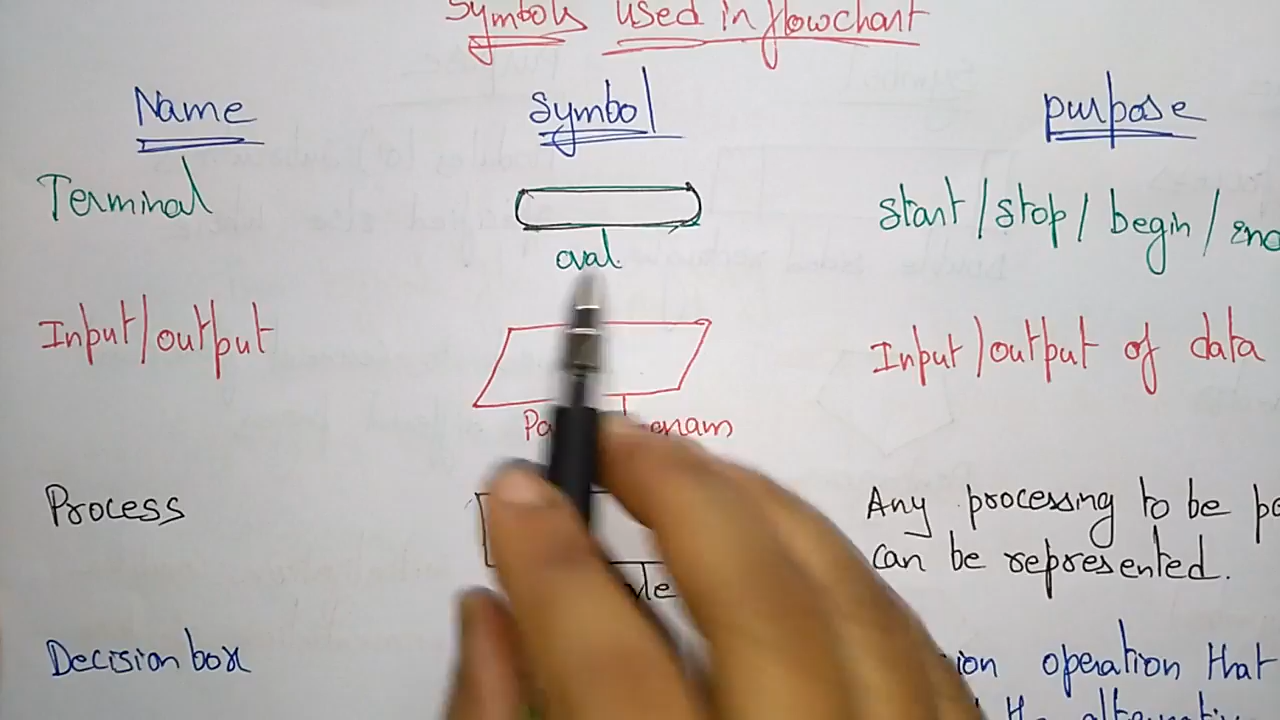 Symbols used in flowchart
Name Symbol purpose
Terminal start/stop/ begin/
oval
Input/output Input/output of data
Process Any processing to be
can be represented.
Decision box operation that